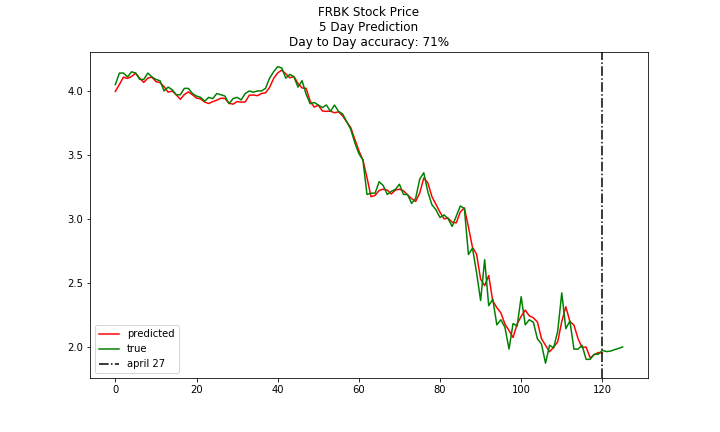 FRBK Stock Price
5 Day Prediction
Day to Day accuracy: 71%
4.0
3.5
3.0
2.5
2.0
predicted
true
april 27
0 20 40 60 80 100 120